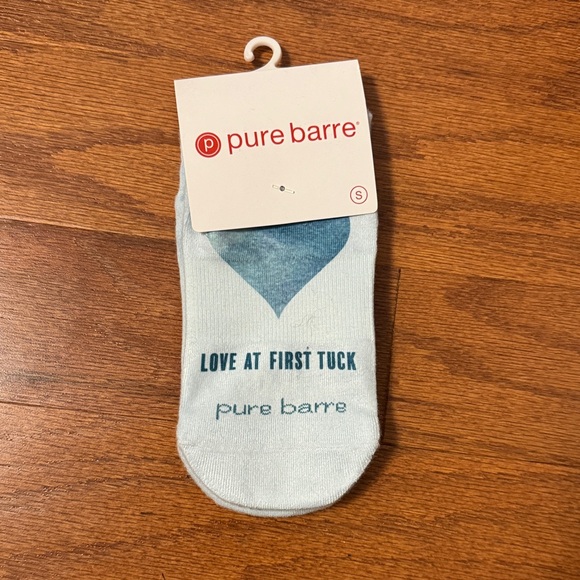 p pure barre®
S
LOVE AT FIRST TUCK
pure barre